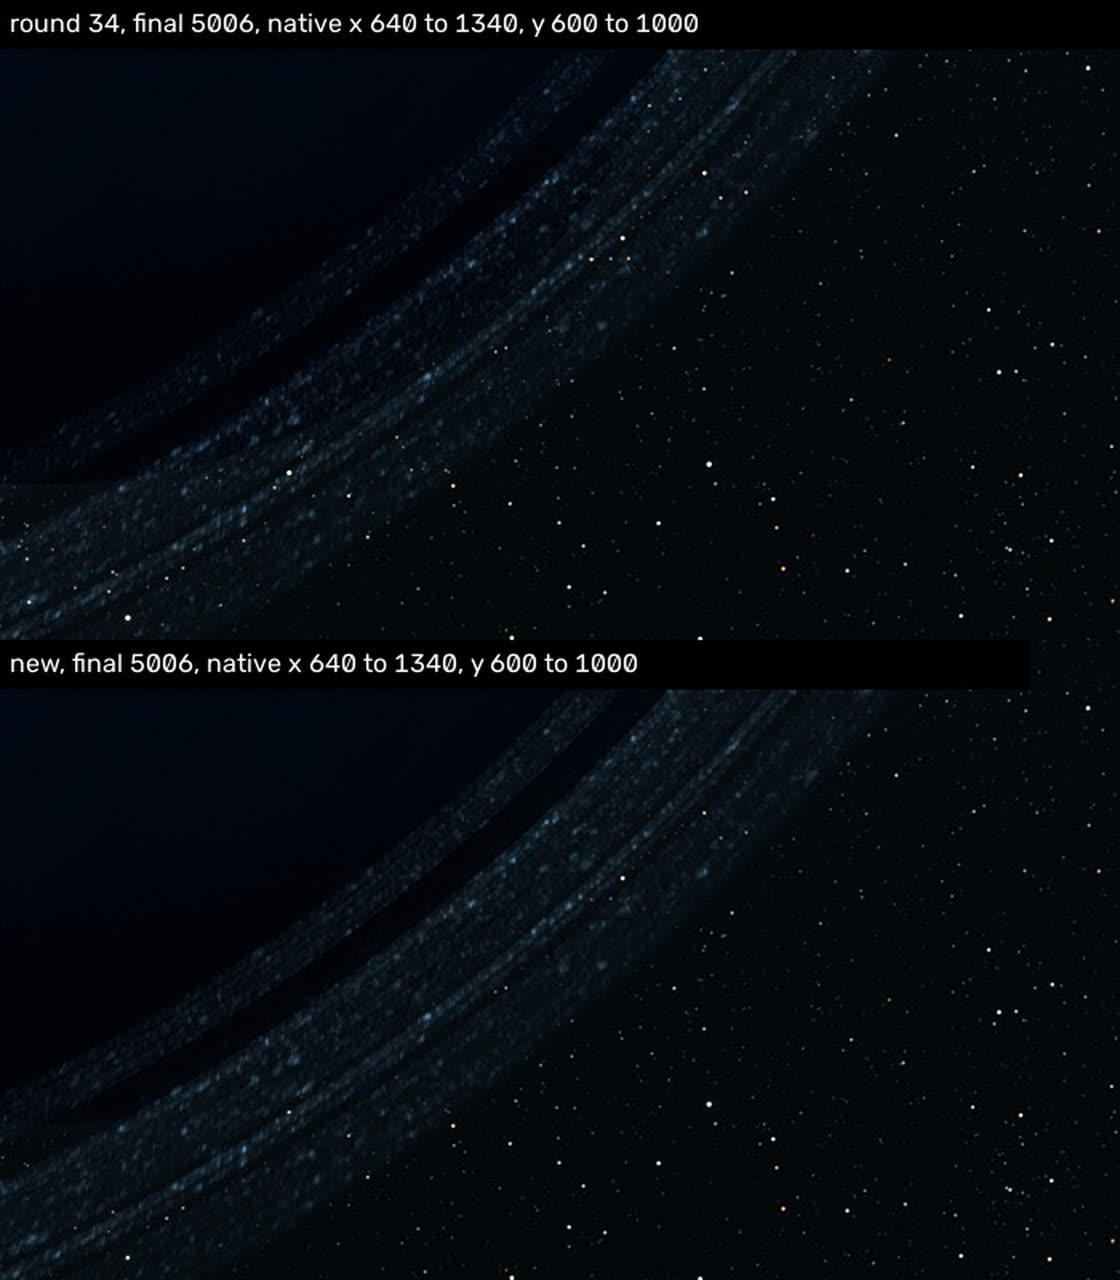 round 34, final 5006, native x 640 to 1340, y 600 to 1000
new, final 5006, native x 640 to 1340, y 600 to 1000